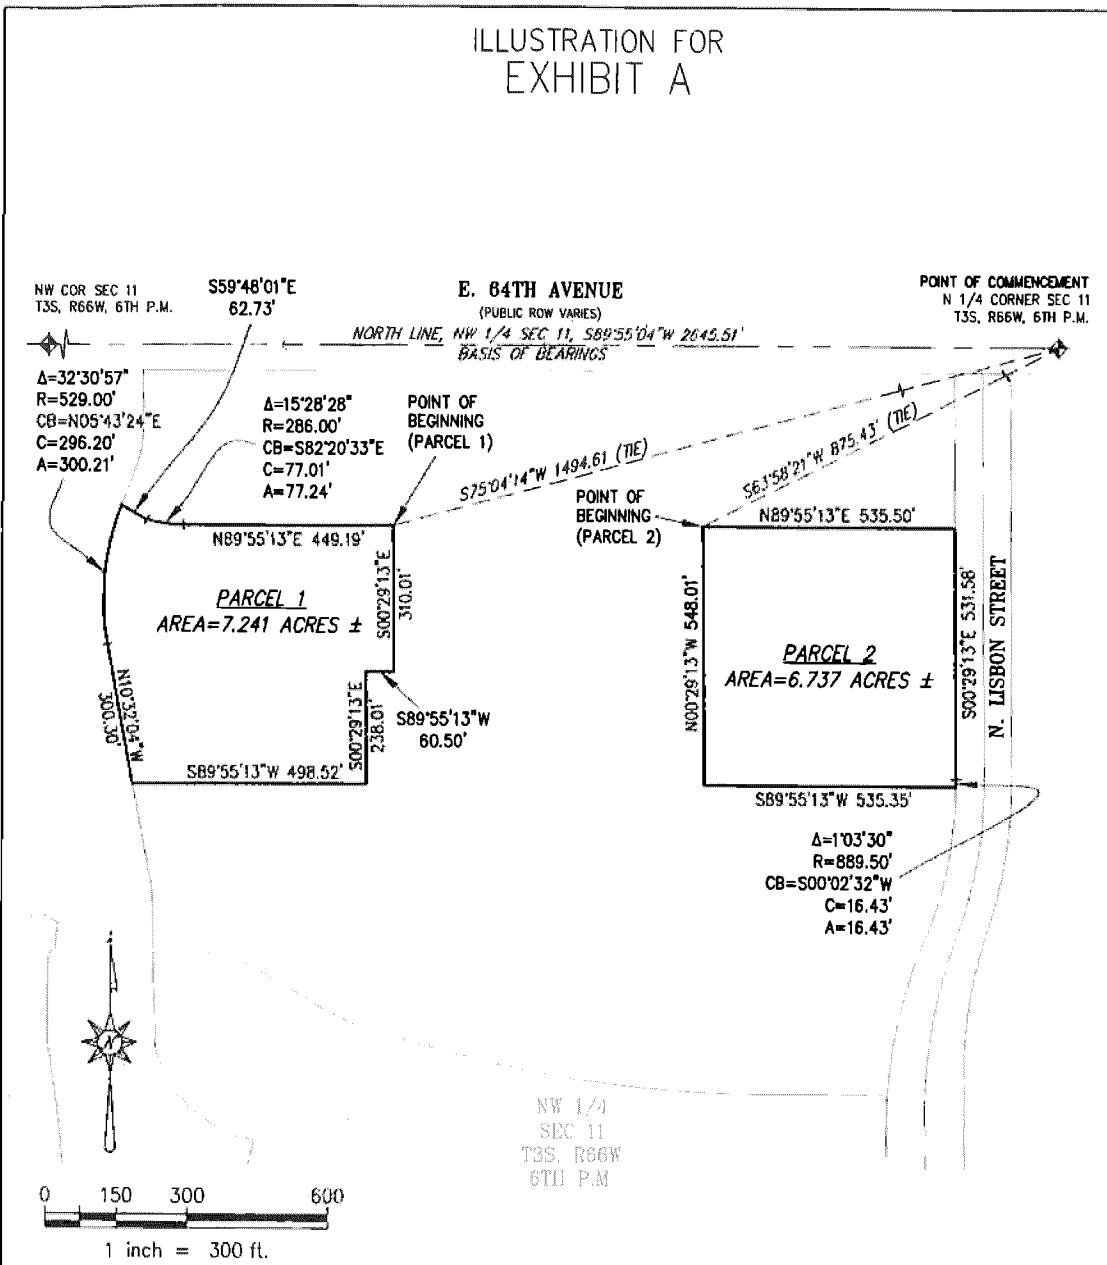 ILLUSTRATION FOR
EXHIBIT A
NW COR SEC 11
T3S, R66W, 6TH P.M.
S59°48'01"E
62.73'
E. 64TH AVENUE
(PUBLIC ROW VARIES)
NORTH LINE, NW 1/4 SEC 11, S89°55'04"W 2645.51'
BASIS OF BEARINGS
POINT OF COMMENCEMENT
N 1/4 CORNER SEC 11
T3S, R66W, 6TH P.M.
Δ=32°30'57"
R=529.00'
CB=N05°43'24"E
C=296.20'
A=300.21'
Δ=15°28'28"
R=286.00'
CB=S82°20'33"E
C=77.01'
A=77.24'
POINT OF
BEGINNING
(PARCEL 1)
S75°04'14"W 1494.61 (TIE)
S63°58'21"W 875.43' (TIE)
POINT OF
BEGINNING
(PARCEL 2)
N89°55'13"E 449.19'
N89°55'13"E 535.50'
PARCEL 1
AREA=7.241 ACRES ±
S00°29'13"E
310.01'
N00°29'13"W 548.01'
PARCEL 2
AREA=6.737 ACRES ±
S00°29'13"E 531.58'
N. LISBON STREET
N10°32'04"W
300.30'
S00°29'13"E
238.01'
S89°55'13"W
60.50'
S89°55'13"W 498.52'
S89°55'13"W 535.35'
Δ=1°03'30"
R=889.50'
CB=S00°02'32"W
C=16.43'
A=16.43'
N
NW 1/4
SEC 11
T3S, R66W
6TH P.M
0 150 300 600
1 inch = 300 ft.